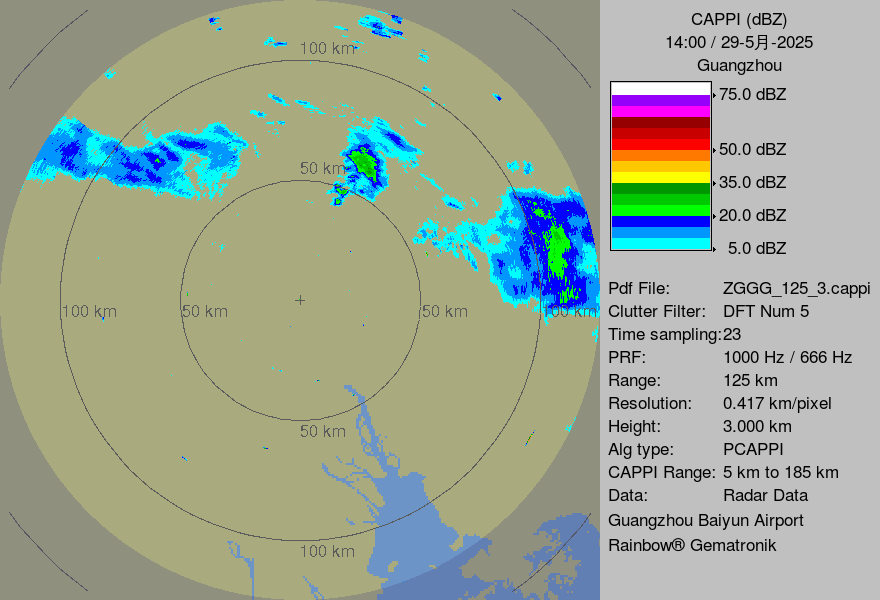 CAPPI (dBZ)
14:00 / 29-5月-2025
Guangzhou
75.0 dBZ
50.0 dBZ
35.0 dBZ
20.0 dBZ
5.0 dBZ
Pdf File: ZGGG_125_3.cappi
Clutter Filter: DFT Num 5
Time sampling:23
PRF: 1000 Hz / 666 Hz
Range: 125 km
Resolution: 0.417 km/pixel
Height: 3.000 km
Alg type: PCAPPI
CAPPI Range: 5 km to 185 km
Data: Radar Data
Guangzhou Baiyun Airport
Rainbow® Gematronik
100 km
50 km
100 km
50 km
50 km
100 km
50 km
100 km